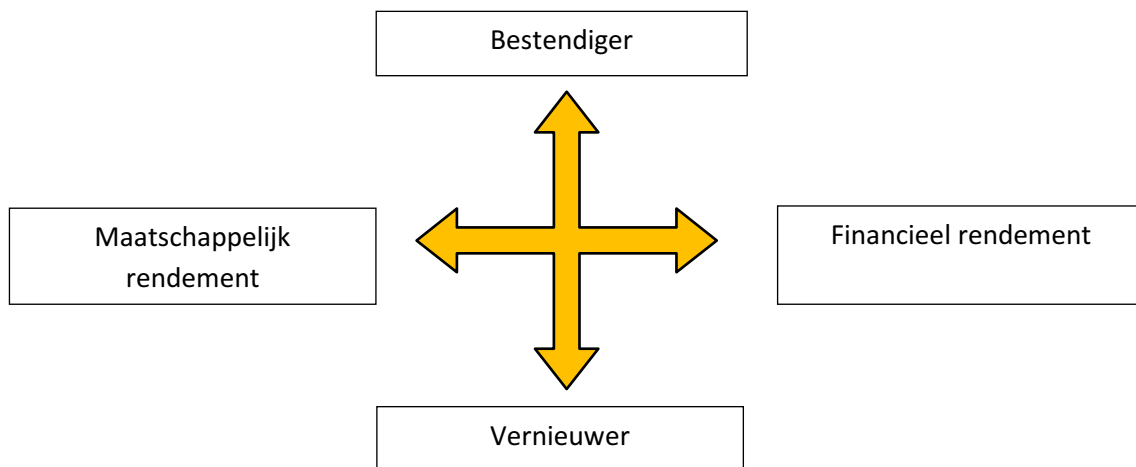 Bestendiger
Maatschappelijk
rendement
Financieel rendement
Vernieuwer